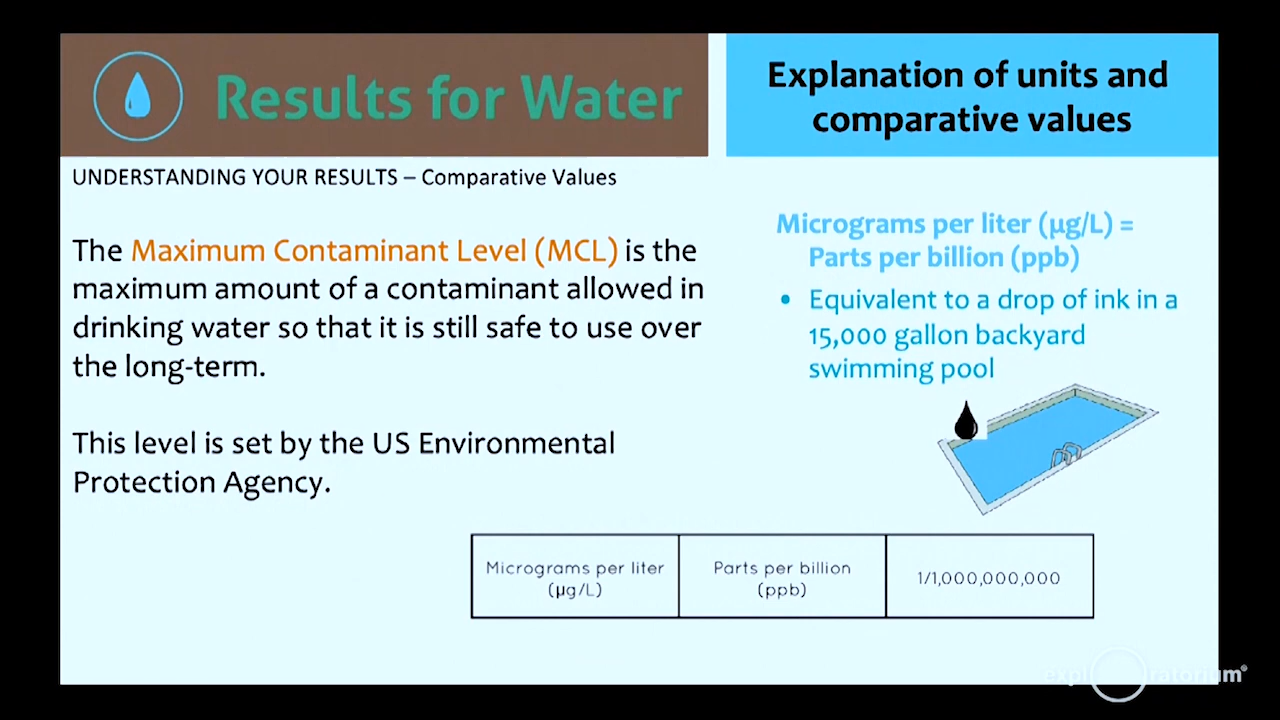 Results for Water
Explanation of units and
comparative values
UNDERSTANDING YOUR RESULTS – Comparative Values
The Maximum Contaminant Level (MCL) is the
maximum amount of a contaminant allowed in
drinking water so that it is still safe to use over
the long-term.
This level is set by the US Environmental
Protection Agency.
Micrograms per liter (µg/L) =
Parts per billion (ppb)
• Equivalent to a drop of ink in a
15,000 gallon backyard
swimming pool
Micrograms per liter
(µg/L)
Parts per billion
(ppb)
1/1,000,000,000
exploratorium®